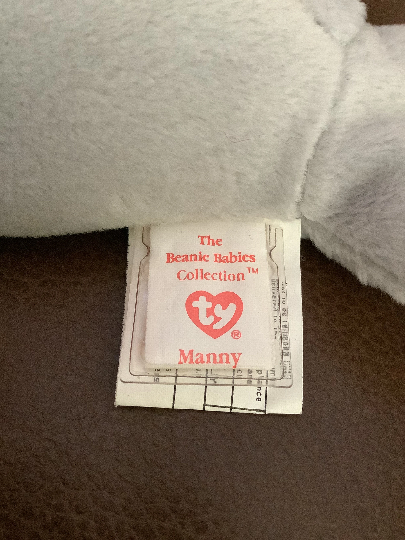 The
Beanie Babies
Collection™
ty®
Manny